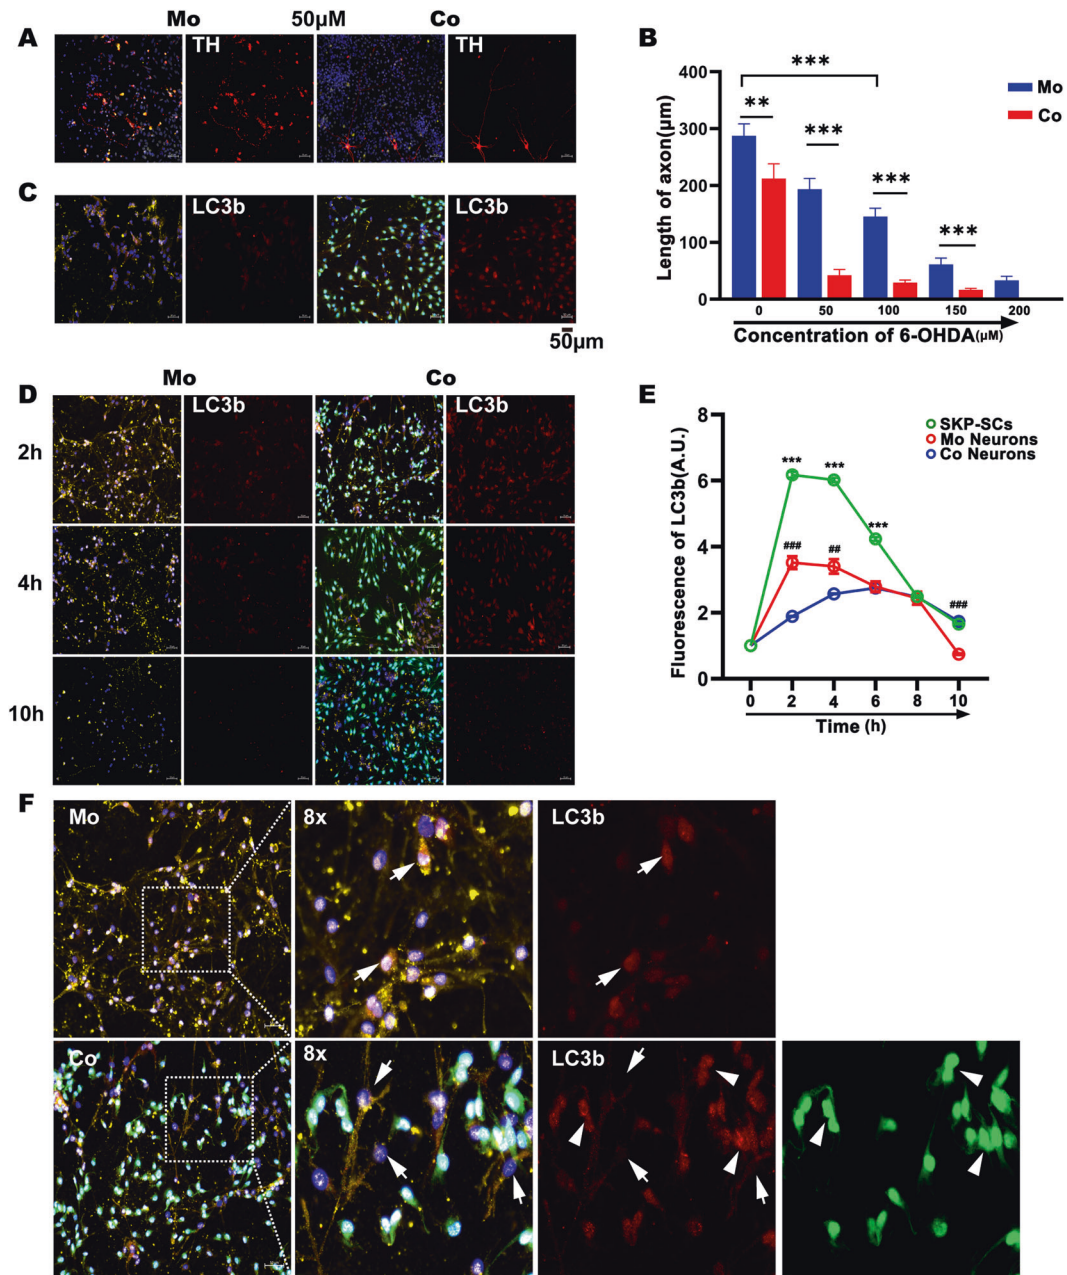 Mo 50μM Co
A TH TH
C LC3b LC3b
50μm
B
Length of axon(μm)
400
300
200
100
0
*** ** *** *** ***
Mo
Co
0 50 100 150 200
Concentration of 6-OHDA(μM)
D Mo Co
LC3b LC3b
2h
4h
10h
E
Fluorescence of LC3b(A.U.)
8
6
4
2
0
SKP-SCs
Mo Neurons
Co Neurons
*** *** ***
### ## ###
0 2 4 6 8 10
Time (h)
F Mo 8x LC3b
Co 8x LC3b